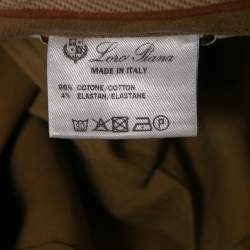 Loro Piana
MADE IN ITALY
96% COTONE/COTTON
4% ELASTAN/ELASTANE